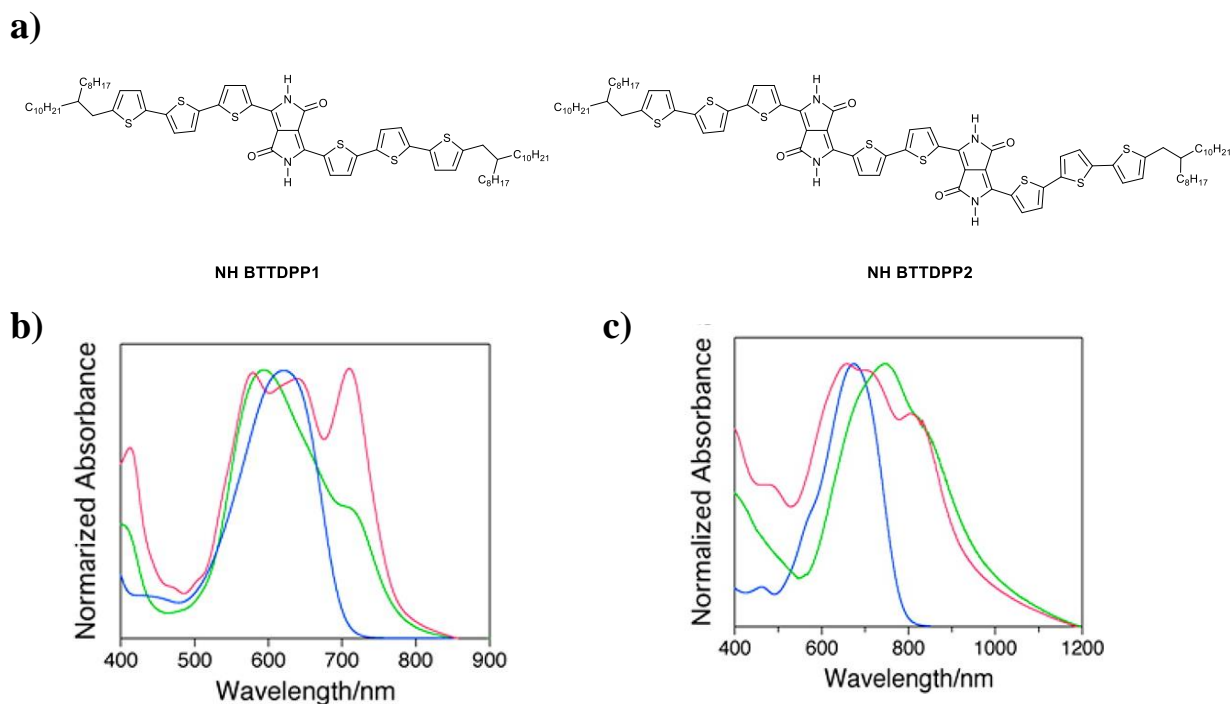 a)
C₈H₁₇
C₁₀H₂₁
S
S
S
H
N
O
O
N
H
S
S
S
C₁₀H₂₁
C₈H₁₇
C₈H₁₇
C₁₀H₂₁
S
S
S
H
N
O
O
N
H
S
S
H
N
O
O
N
H
S
S
S
C₁₀H₂₁
C₈H₁₇
NH BTTDPP1
NH BTTDPP2
b)
Normarized Absorbance
400 500 600 700 800 900
Wavelength/nm
c)
Normalized Absorbance
400 600 800 1000 1200
Wavelength/nm